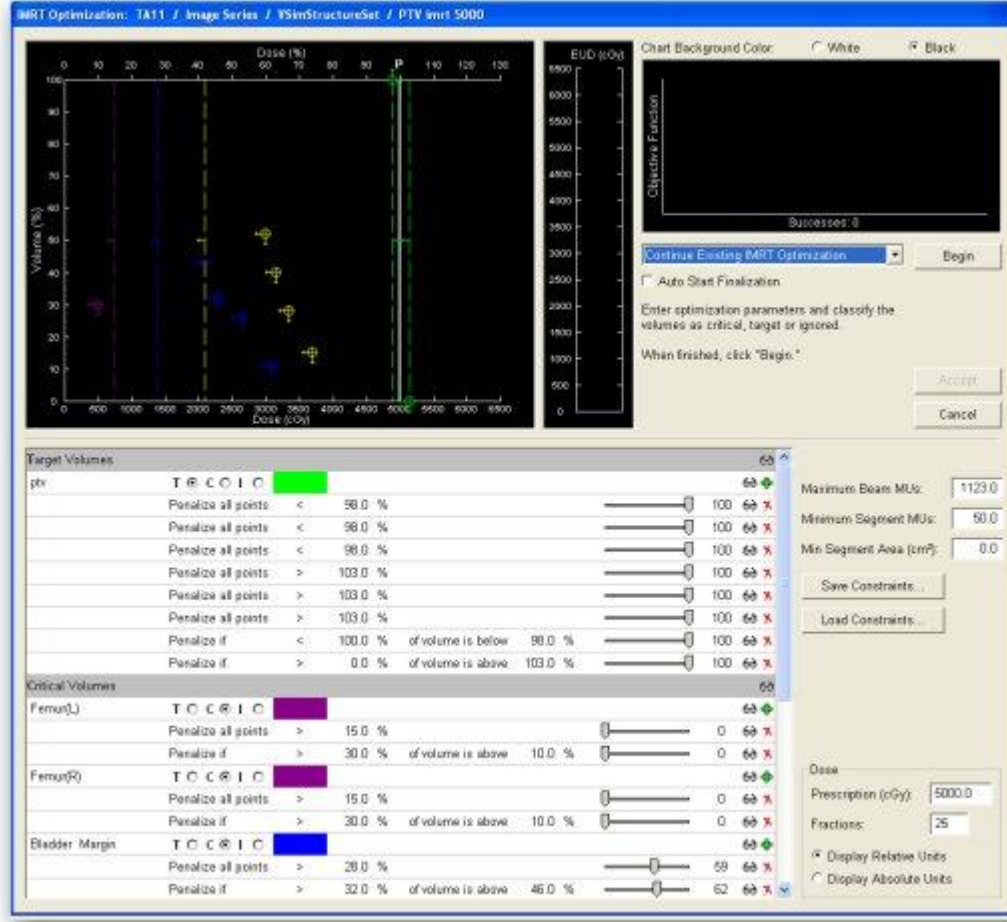 IMRT Optimization: TA11 / Image Series / VSimStructureSet / PTV imrt 5000
Dose (%)
0 10 20 30 40 50 60 70 80 90 P 110 120 130
100
90
80
70
60
50
40
30
20
10
0
Volume (%)
0 500 1000 1500 2000 2500 3000 3500 4000 4500 5000 5500 6000 6500
Dose (cGy)
EUD (cGy)
6500
6000
5500
5000
4500
4000
3500
3000
2500
2000
1500
1000
500
0
Chart Background Color: White Black
Objective Function
Successes: 0
Continue Existing IMRT Optimization Begin
Auto Start Finalization
Enter optimization parameters and classify the
volumes as critical, target or ignored.
When finished, click "Begin."
Accept
Cancel
Target Volumes
ptv T C I
Penalize all points < 98.0 % 100
Penalize all points < 98.0 % 100
Penalize all points < 98.0 % 100
Penalize all points > 103.0 % 100
Penalize all points > 103.0 % 100
Penalize all points > 103.0 % 100
Penalize if < 100.0 % of volume is below 98.0 % 100
Penalize if > 0.0 % of volume is above 103.0 % 100
Critical Volumes
Femur(L) T C I
Penalize all points > 15.0 % 0
Penalize if > 30.0 % of volume is above 10.0 % 0
Femur(R) T C I
Penalize all points > 15.0 % 0
Penalize if > 30.0 % of volume is above 10.0 % 0
Bladder Margin T C I
Penalize all points > 28.0 % 59
Penalize if > 32.0 % of volume is above 46.0 % 62
Maximum Beam MUs: 1123.0
Minimum Segment MUs: 50.0
Min Segment Area (cm²): 0.0
Save Constraints...
Load Constraints...
Dose
Prescription (cGy): 5000.0
Fractions: 25
Display Relative Units
Display Absolute Units